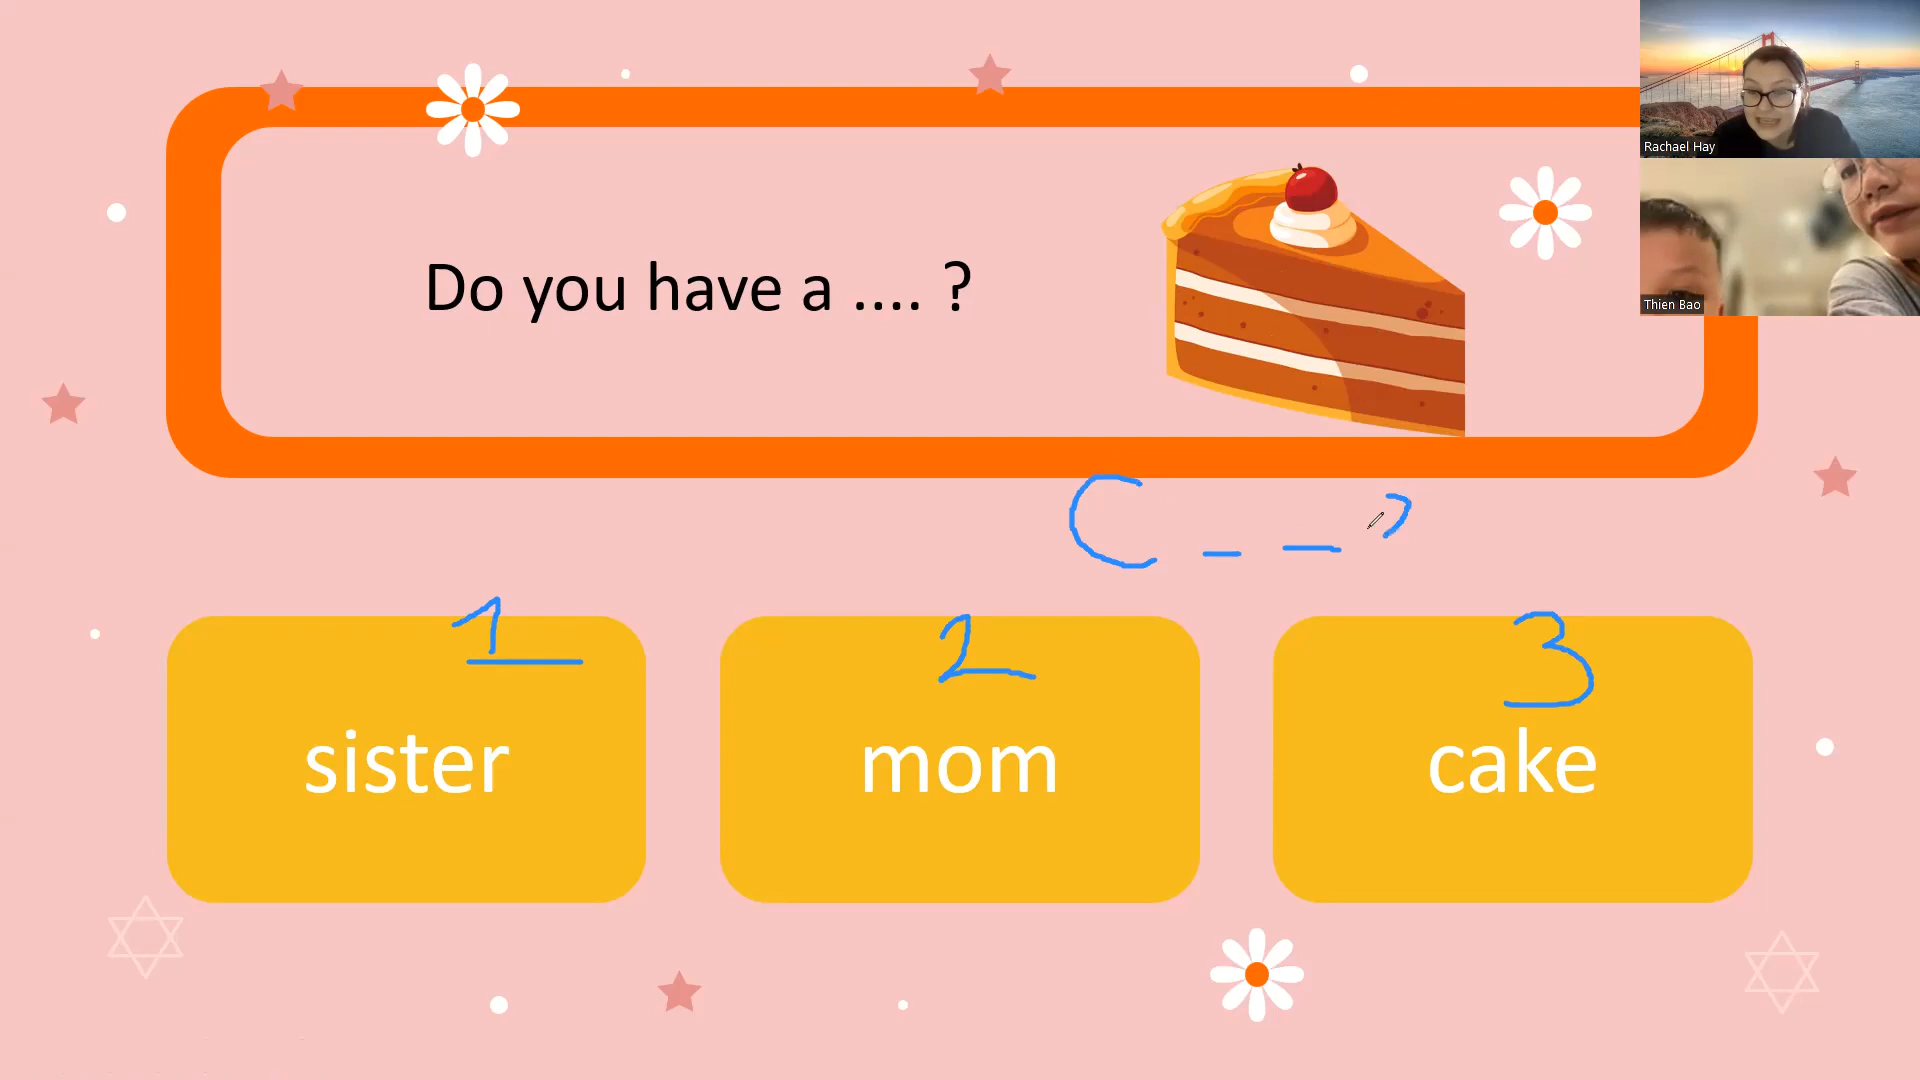 Rachael Hay
Thien Bao
Do you have a .... ?
C _ _ ?
1
2
3
sister
mom
cake